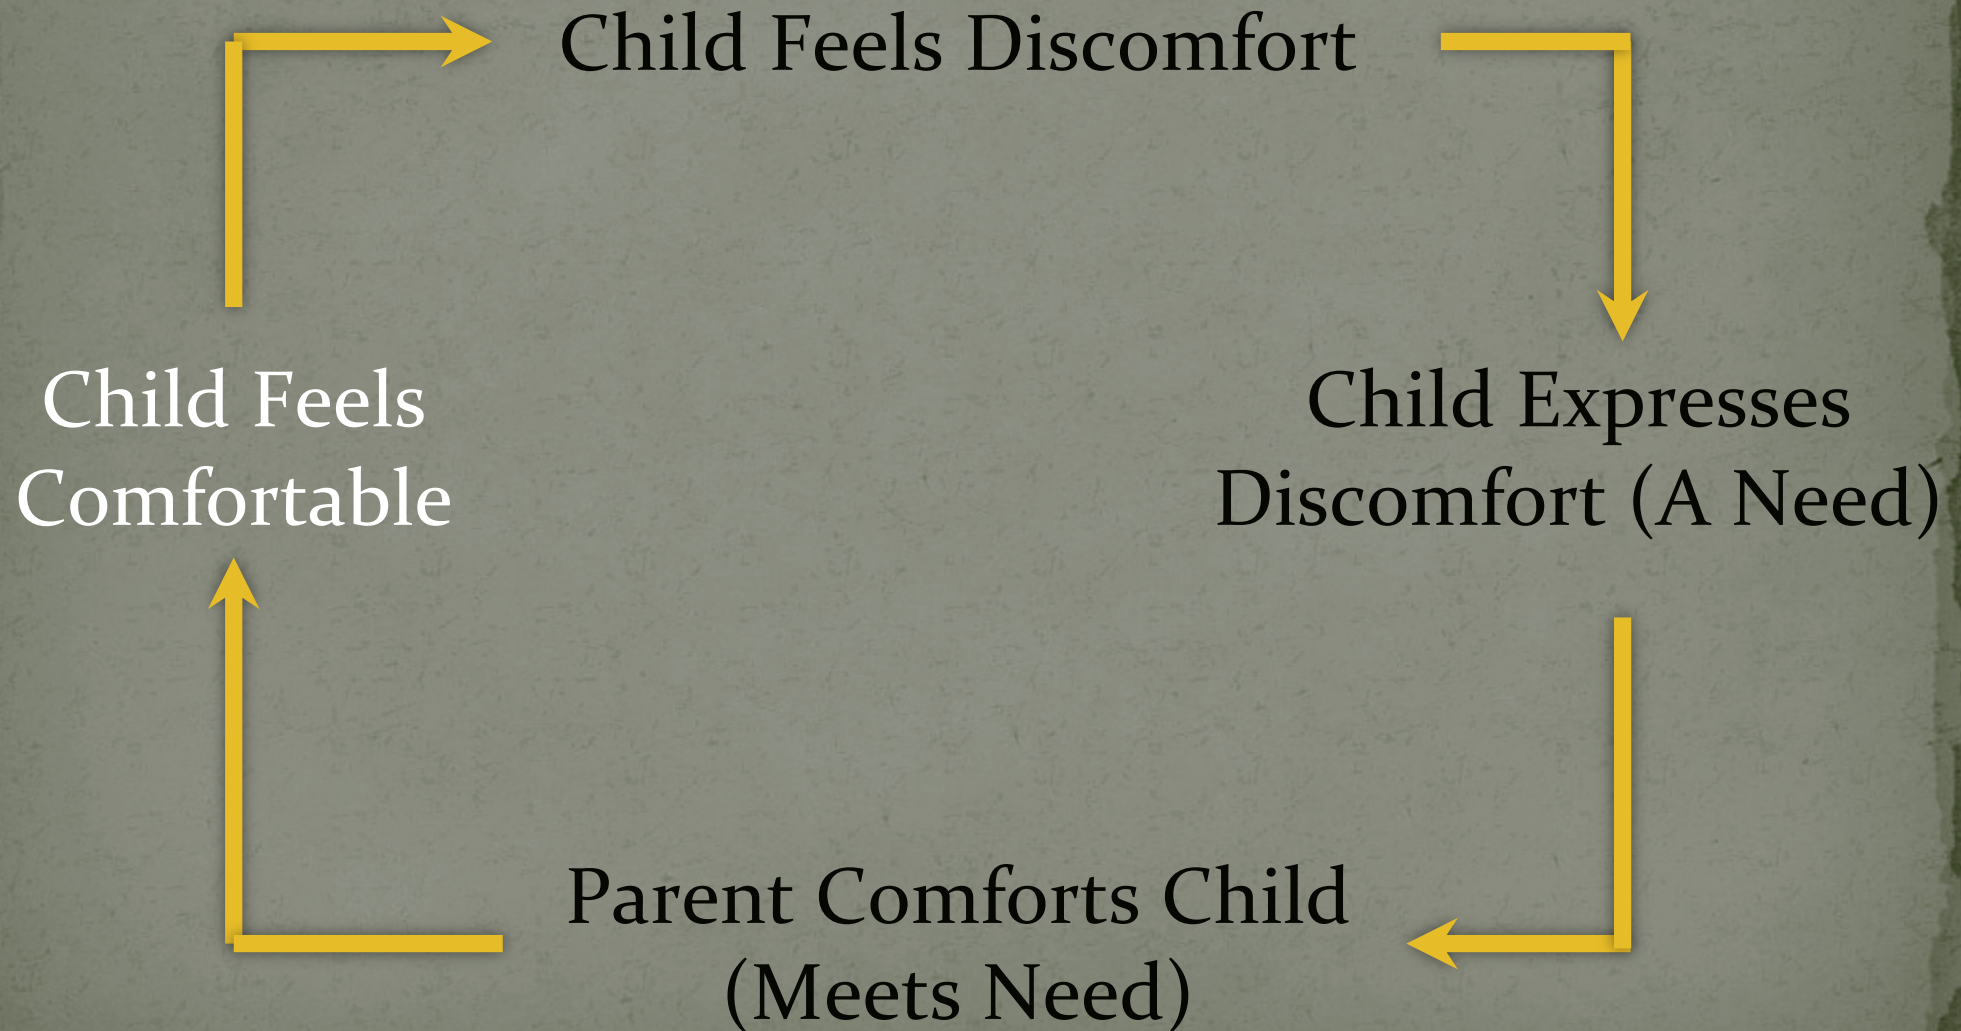 Child Feels Discomfort
Child Feels
Comfortable
Child Expresses
Discomfort (A Need)
Parent Comforts Child
(Meets Need)